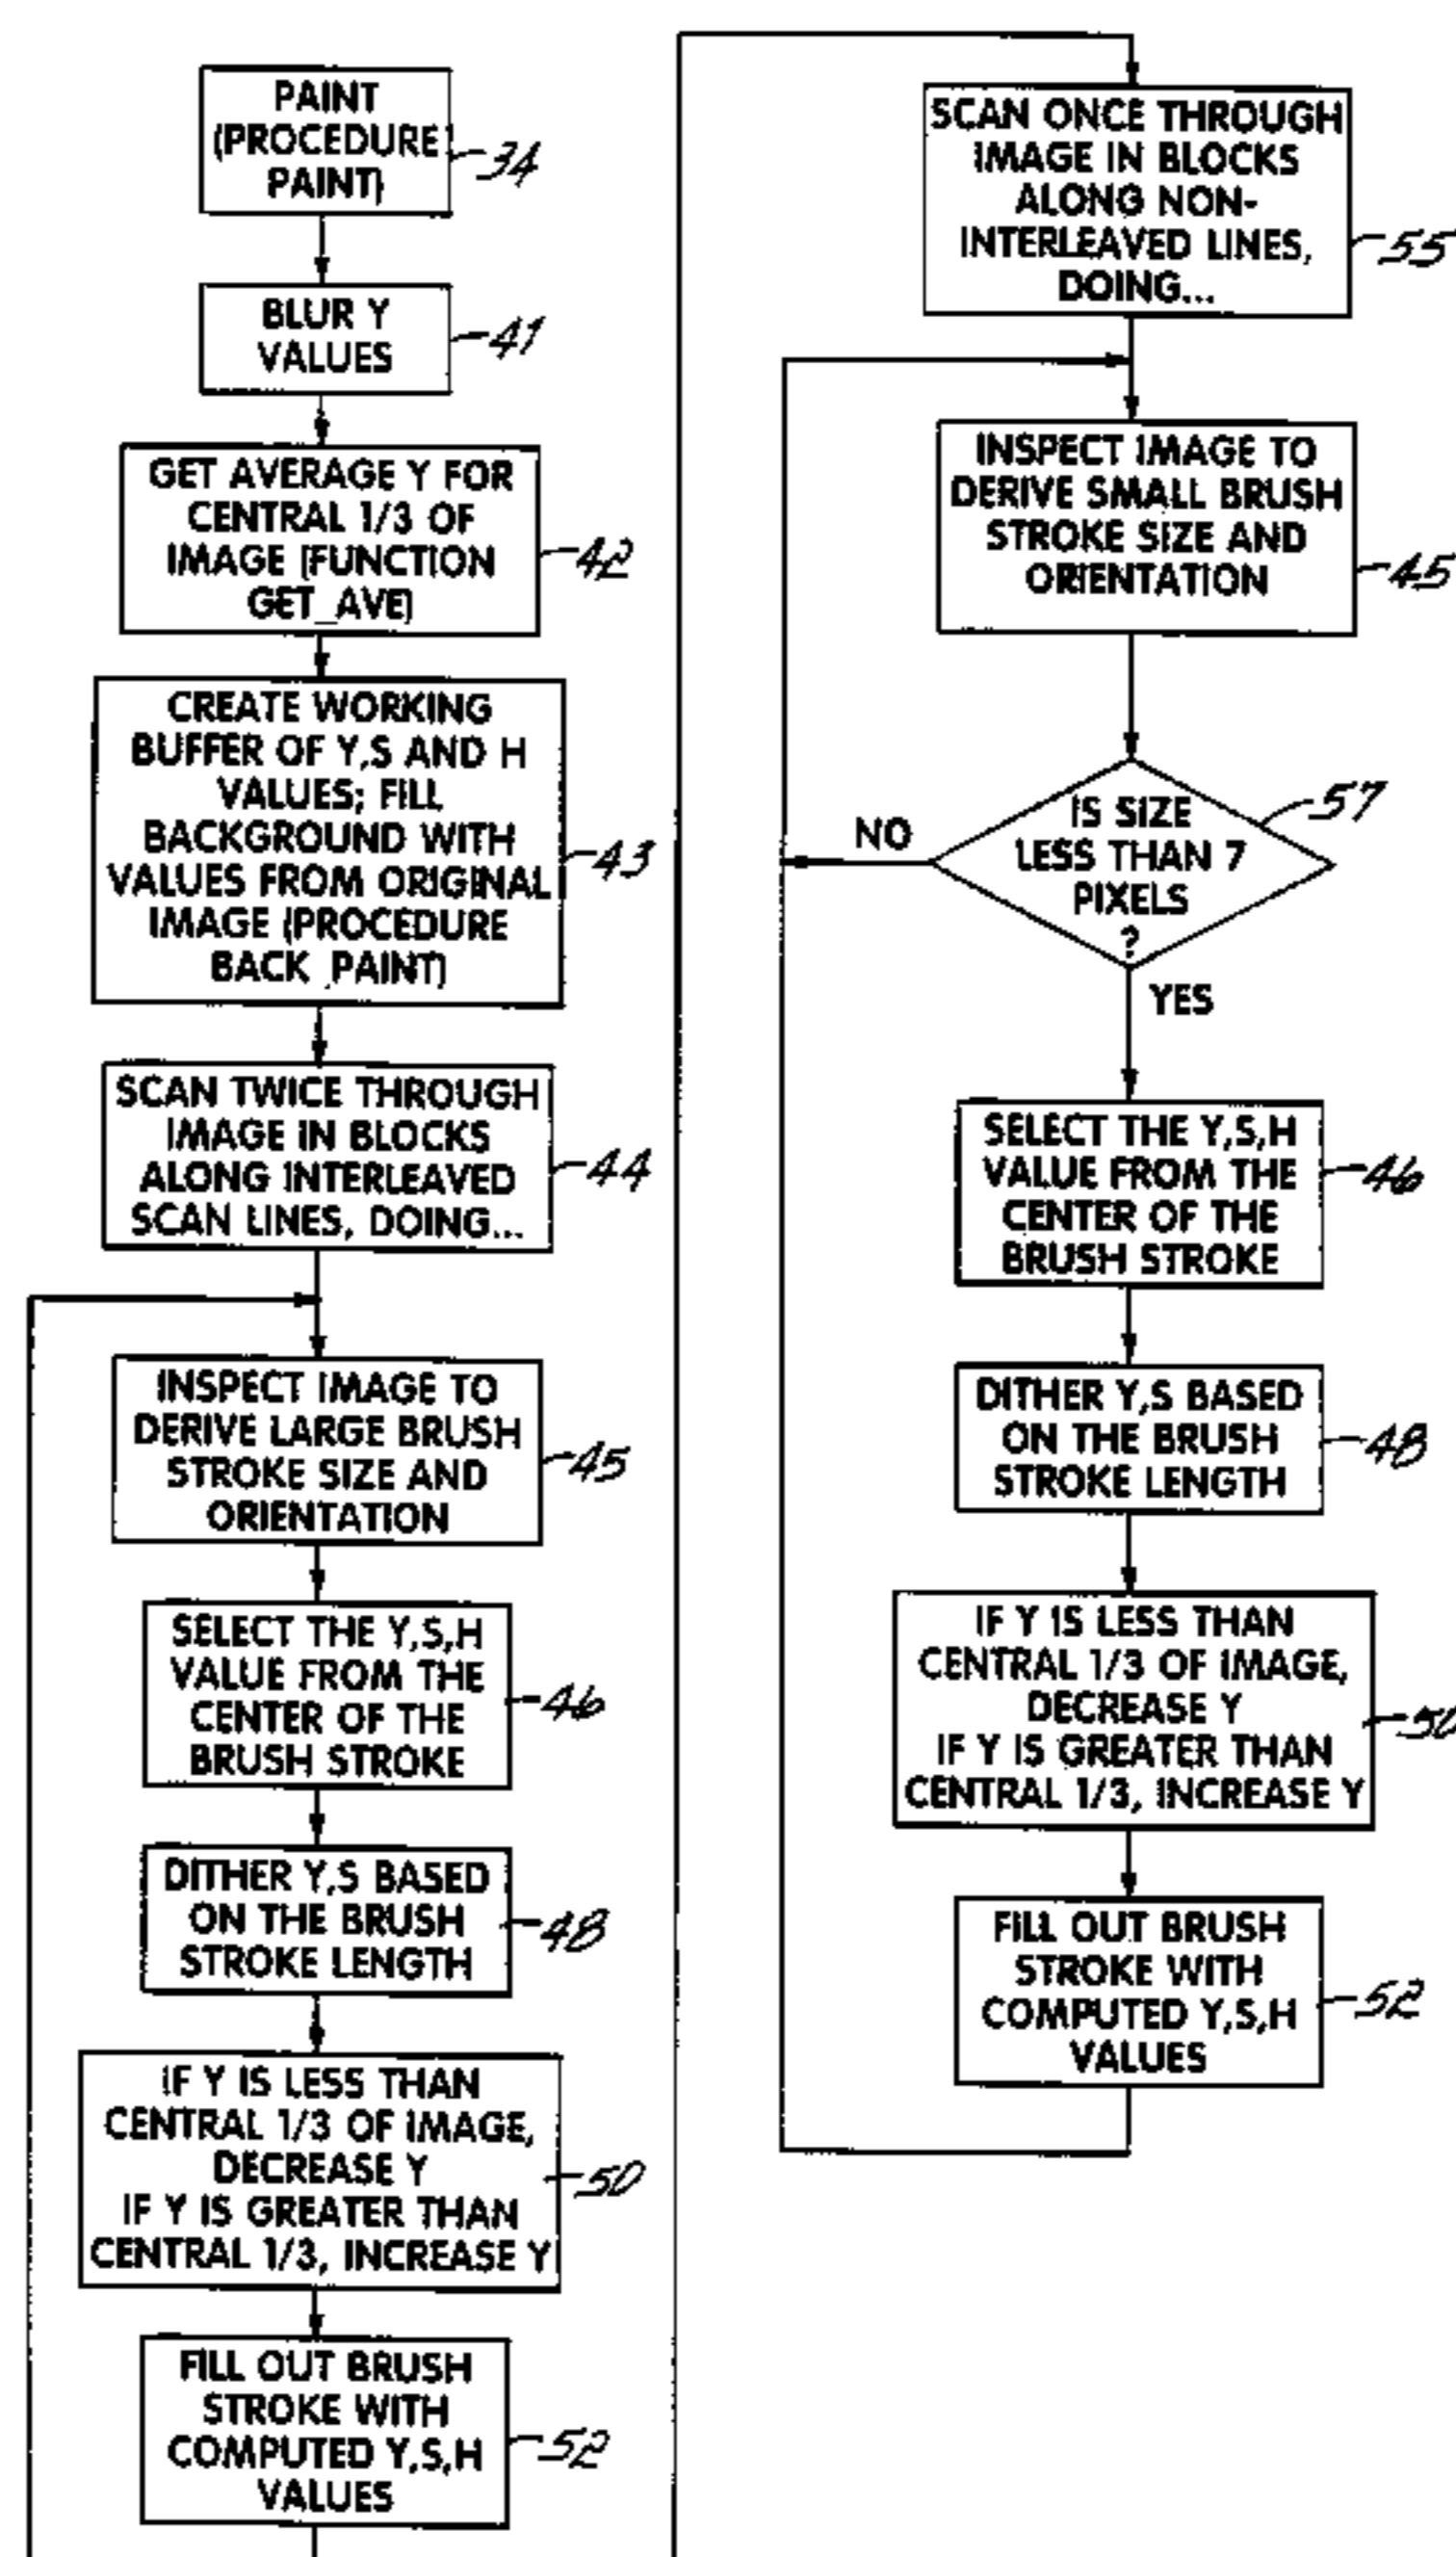 PAINT
(PROCEDURE
PAINT)
34
BLUR Y
VALUES
41
GET AVERAGE Y FOR
CENTRAL 1/3 OF
IMAGE (FUNCTION
GET_AVE)
42
CREATE WORKING
BUFFER OF Y,S AND H
VALUES; FILL
BACKGROUND WITH
VALUES FROM ORIGINAL
IMAGE (PROCEDURE
BACK_PAINT)
43
SCAN TWICE THROUGH
IMAGE IN BLOCKS
ALONG INTERLEAVED
SCAN LINES, DOING...
44
INSPECT IMAGE TO
DERIVE LARGE BRUSH
STROKE SIZE AND
ORIENTATION
45
SELECT THE Y,S,H
VALUE FROM THE
CENTER OF THE
BRUSH STROKE
46
DITHER Y,S BASED
ON THE BRUSH
STROKE LENGTH
48
IF Y IS LESS THAN
CENTRAL 1/3 OF IMAGE,
DECREASE Y
IF Y IS GREATER THAN
CENTRAL 1/3, INCREASE Y
50
FILL OUT BRUSH
STROKE WITH
COMPUTED Y,S,H
VALUES
52
SCAN ONCE THROUGH
IMAGE IN BLOCKS
ALONG NON-
INTERLEAVED LINES,
DOING...
55
INSPECT IMAGE TO
DERIVE SMALL BRUSH
STROKE SIZE AND
ORIENTATION
45
IS SIZE
LESS THAN 7
PIXELS
?
57
NO
YES
SELECT THE Y,S,H
VALUE FROM THE
CENTER OF THE
BRUSH STROKE
46
DITHER Y,S BASED
ON THE BRUSH
STROKE LENGTH
48
IF Y IS LESS THAN
CENTRAL 1/3 OF IMAGE,
DECREASE Y
IF Y IS GREATER THAN
CENTRAL 1/3, INCREASE Y
50
FILL OUT BRUSH
STROKE WITH
COMPUTED Y,S,H
VALUES
52